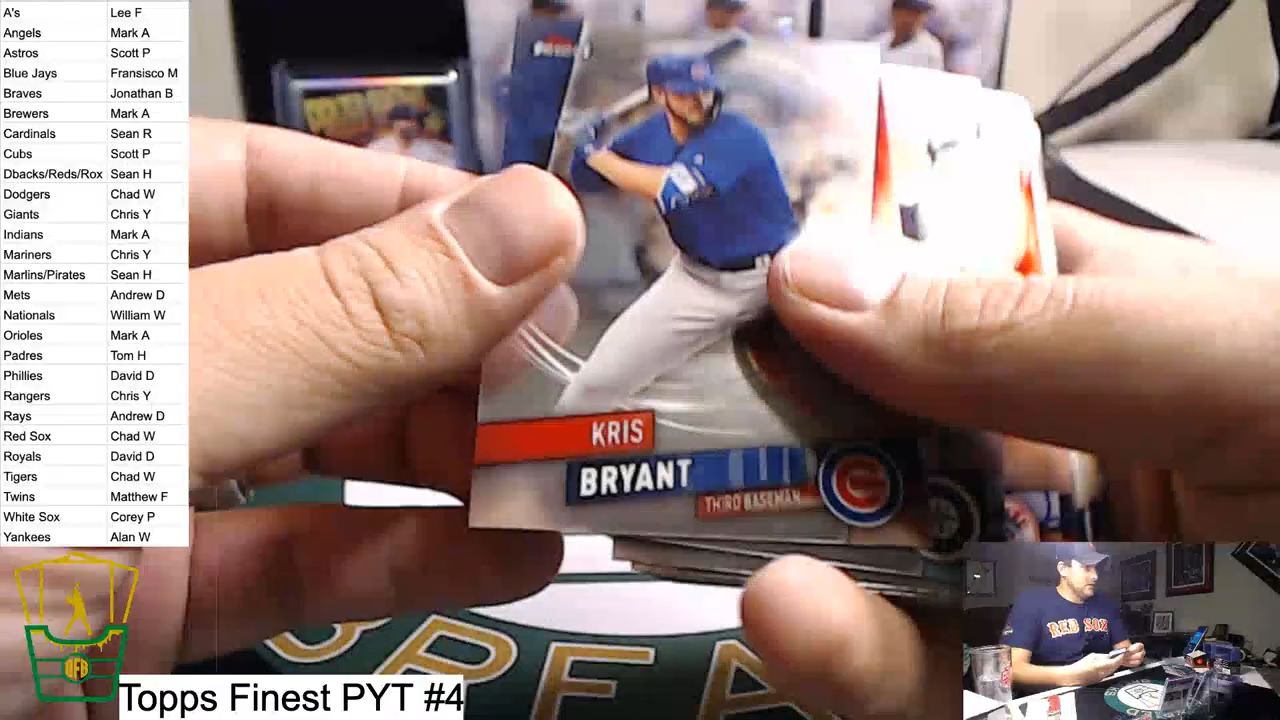 A's Lee F
Angels Mark A
Astros Scott P
Blue Jays Fransisco M
Braves Jonathan B
Brewers Mark A
Cardinals Sean R
Cubs Scott P
Dbacks/Reds/Rox Sean H
Dodgers Chad W
Giants Chris Y
Indians Mark A
Mariners Chris Y
Marlins/Pirates Sean H
Mets Andrew D
Nationals William W
Orioles Mark A
Padres Tom H
Phillies David D
Rangers Chris Y
Rays Andrew D
Red Sox Chad W
Royals David D
Tigers Chad W
Twins Matthew F
White Sox Corey P
Yankees Alan W
KRIS
BRYANT
THIRD BASEMAN
RED SOX
BREA
Topps Finest PYT #4